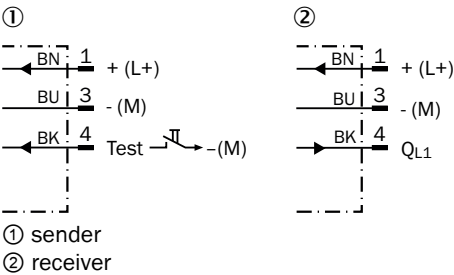 ① ②
BN 1 + (L+) BN 1 + (L+)
BU 3 - (M) BU 3 - (M)
BK 4 Test –(M) BK 4 QL1
① sender
② receiver